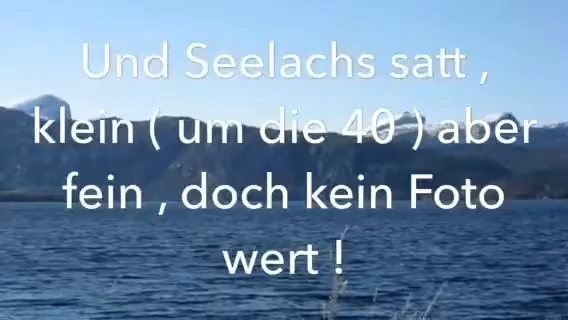 Und Seelachs satt ,
klein ( um die 40 ) aber
fein , doch kein Foto
wert !